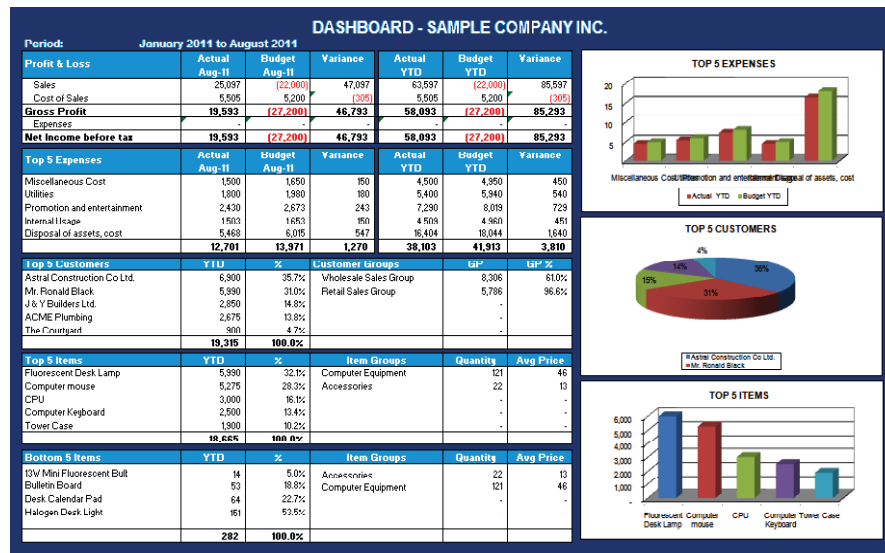 DASHBOARD - SAMPLE COMPANY INC.
Period: January 2011 to August 2011
Profit & Loss Actual Aug-11 Budget Aug-11 Variance Actual YTD Budget YTD Variance
Sales 25,097 (22,000) 47,097 63,597 (22,000) 85,597
Cost of Sales 5,505 5,200 (305) 5,505 5,200 (305)
Gross Profit 19,593 (27,200) 46,793 58,093 (27,200) 85,293
Expenses - - - - - -
Net Income before tax 19,593 (27,200) 46,793 58,093 (27,200) 85,293
Top 5 Expenses Actual Aug-11 Budget Aug-11 Variance Actual YTD Budget YTD Variance
Miscellaneous Cost 1,500 1,650 150 4,500 4,950 450
Utilities 1,800 1,980 180 5,400 5,940 540
Promotion and entertainment 2,430 2,673 243 7,290 8,019 729
Internal Usage 1,503 1,653 150 4,509 4,960 451
Disposal of assets, cost 5,468 6,015 547 16,404 18,044 1,640
12,701 13,971 1,270 38,103 41,913 3,810
Top 5 Customers YTD % Customer Groups GP GP %
Astral Construction Co Ltd. 6,900 35.7% Wholesale Sales Group 8,306 61.0%
Mr. Ronald Black 5,990 31.0% Retail Sales Group 5,786 96.6%
J & Y Builders Ltd. 2,850 14.8% - -
ACME Plumbing 2,675 13.8% - -
The Courtyard 900 4.7% - -
19,315 100.0%
Top 5 Items YTD % Item Groups Quantity Avg Price
Fluorescent Desk Lamp 5,990 32.1% Computer Equipment 121 46
Computer mouse 5,275 28.3% Accessories 22 13
CPU 3,000 16.1% - -
Computer Keyboard 2,500 13.4% - -
Tower Case 1,900 10.2% - -
18,665 100.0%
Bottom 5 Items YTD % Item Groups Quantity Avg Price
13W Mini Fluorescent Bulb 14 5.0% Accessories 22 13
Bulletin Board 53 18.8% Computer Equipment 121 46
Desk Calendar Pad 64 22.7% - -
Halogen Desk Light 151 53.5%
282 100.0%
TOP 5 EXPENSES
20
15
10
5
Miscellaneous Cost Utilities Promotion and entertainment Internal Usage Disposal of assets, cost
Actual YTD Budget YTD
TOP 5 CUSTOMERS
4%
14% 36%
15%
31%
Astral Construction Co Ltd.
Mr. Ronald Black
TOP 5 ITEMS
6,000
5,000
4,000
3,000
2,000
1,000
-
Fluorescent Computer CPU Computer Tower Case
Desk Lamp mouse Keyboard